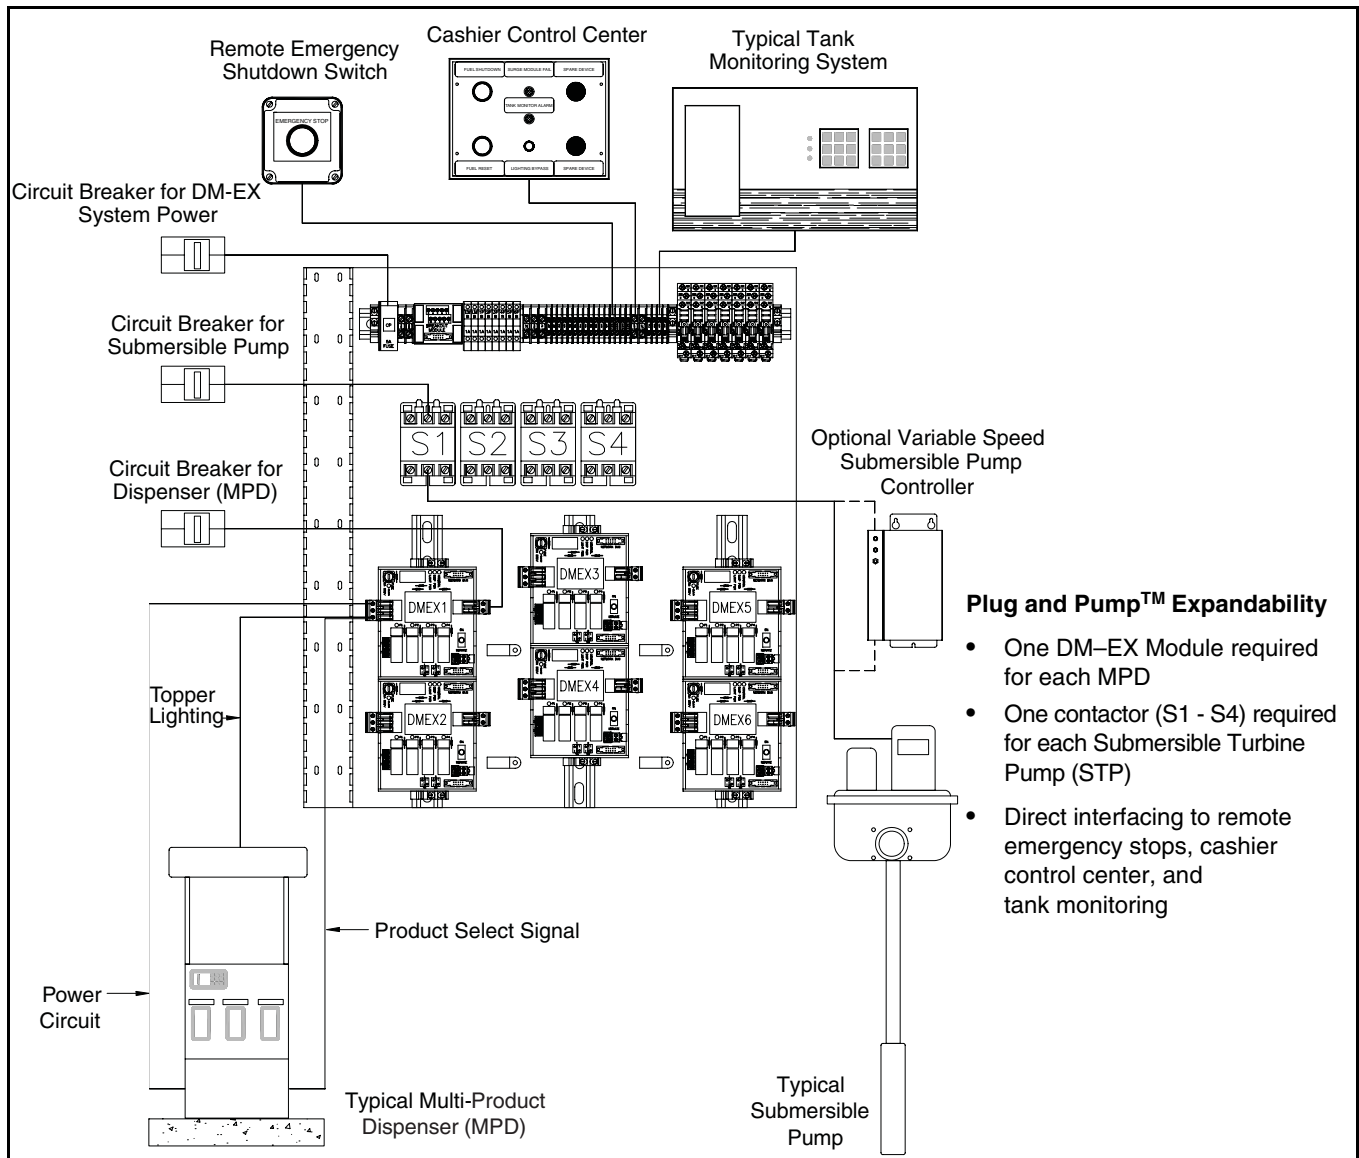 Remote Emergency
Shutdown Switch
Cashier Control Center
Typical Tank
Monitoring System
EMERGENCY STOP
FUEL SHUTDOWN
SURGE MODULE FAIL
SPARE DEVICE
TANK MONITOR ALARM
FUEL RESET
LIGHTING BYPASS
SPARE DEVICE
Circuit Breaker for DM-EX
System Power
Circuit Breaker for
Submersible Pump
Circuit Breaker for
Dispenser (MPD)
FUSE
S1
S2
S3
S4
Optional Variable Speed
Submersible Pump
Controller
DMEX1
DMEX2
DMEX3
DMEX4
DMEX5
DMEX6
Plug and Pump™ Expandability
• One DM–EX Module required
for each MPD
• One contactor (S1 - S4) required
for each Submersible Turbine
Pump (STP)
• Direct interfacing to remote
emergency stops, cashier
control center, and
tank monitoring
Topper
Lighting
Product Select Signal
Power
Circuit
Typical Multi-Product
Dispenser (MPD)
Typical
Submersible
Pump